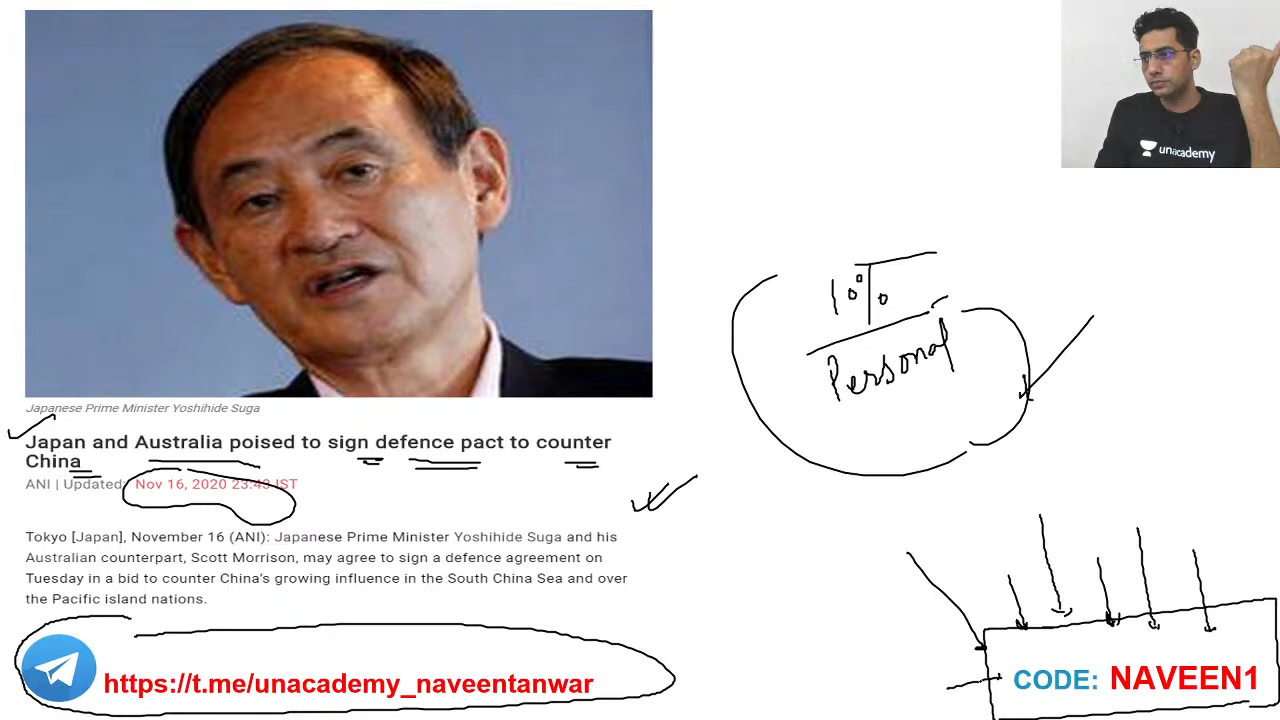 unacademy
10%
Personal
Japanese Prime Minister Yoshihide Suga
Japan and Australia poised to sign defence pact to counter
China
ANI | Updated: Nov 16, 2020 23:43 IST
Tokyo [Japan], November 16 (ANI): Japanese Prime Minister Yoshihide Suga and his
Australian counterpart, Scott Morrison, may agree to sign a defence agreement on
Tuesday in a bid to counter China's growing influence in the South China Sea and over
the Pacific island nations.
https://t.me/unacademy_naveentanwar
CODE: NAVEEN1